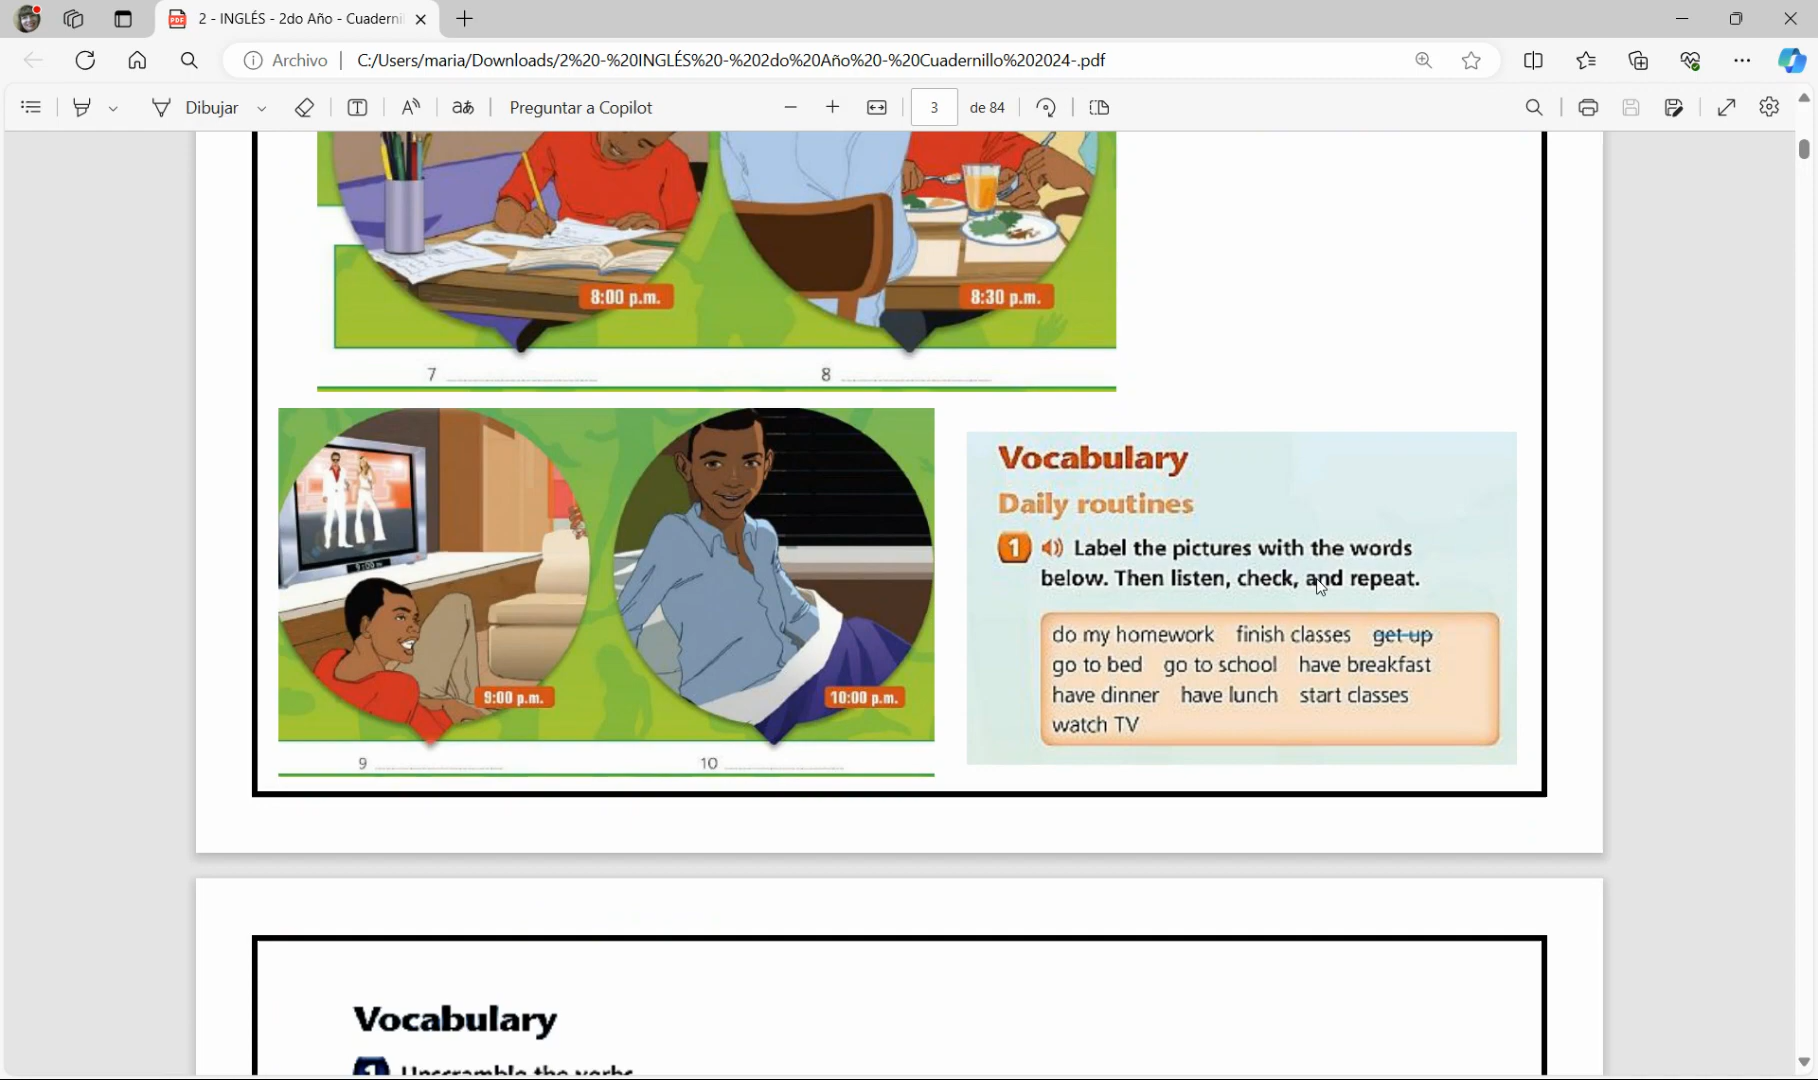 2 - INGLÉS - 2do Año - Cuaderni
Archivo C:/Users/maria/Downloads/2%20-%20INGLÉS%20-%202do%20Año%20-%20Cuadernillo%202024-.pdf
Dibujar Preguntar a Copilot 3 de 84
8:00 p.m. 8:30 p.m.
7 8
Vocabulary
Daily routines
1 Label the pictures with the words
below. Then listen, check, and repeat.
do my homework finish classes get up
go to bed go to school have breakfast
have dinner have lunch start classes
watch TV
9:00 p.m. 10:00 p.m.
9 10
Vocabulary
1 Unscramble the verbs